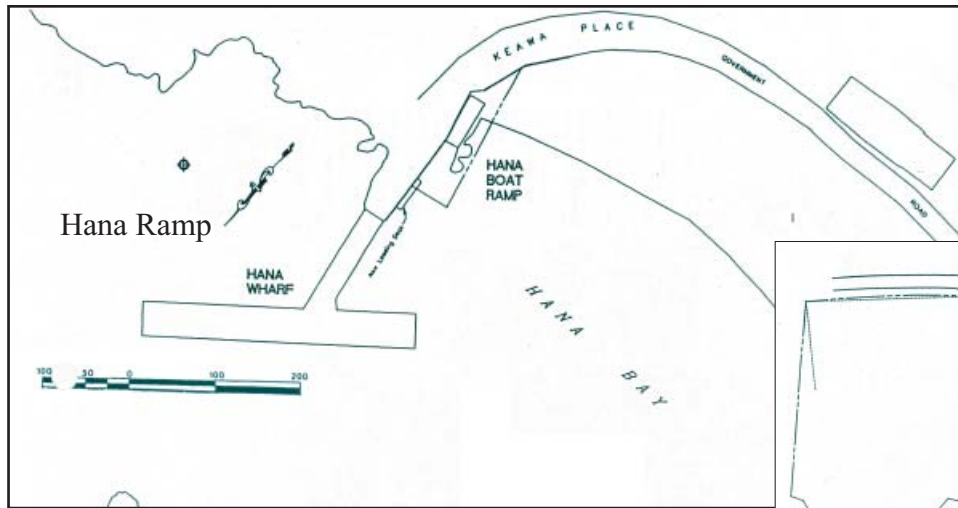 KEAWA PLACE
GOVERNMENT
ROAD
HANA
BOAT
RAMP
Hana Ramp
HANA
WHARF
HANA
BAY
100 50 0 100 200